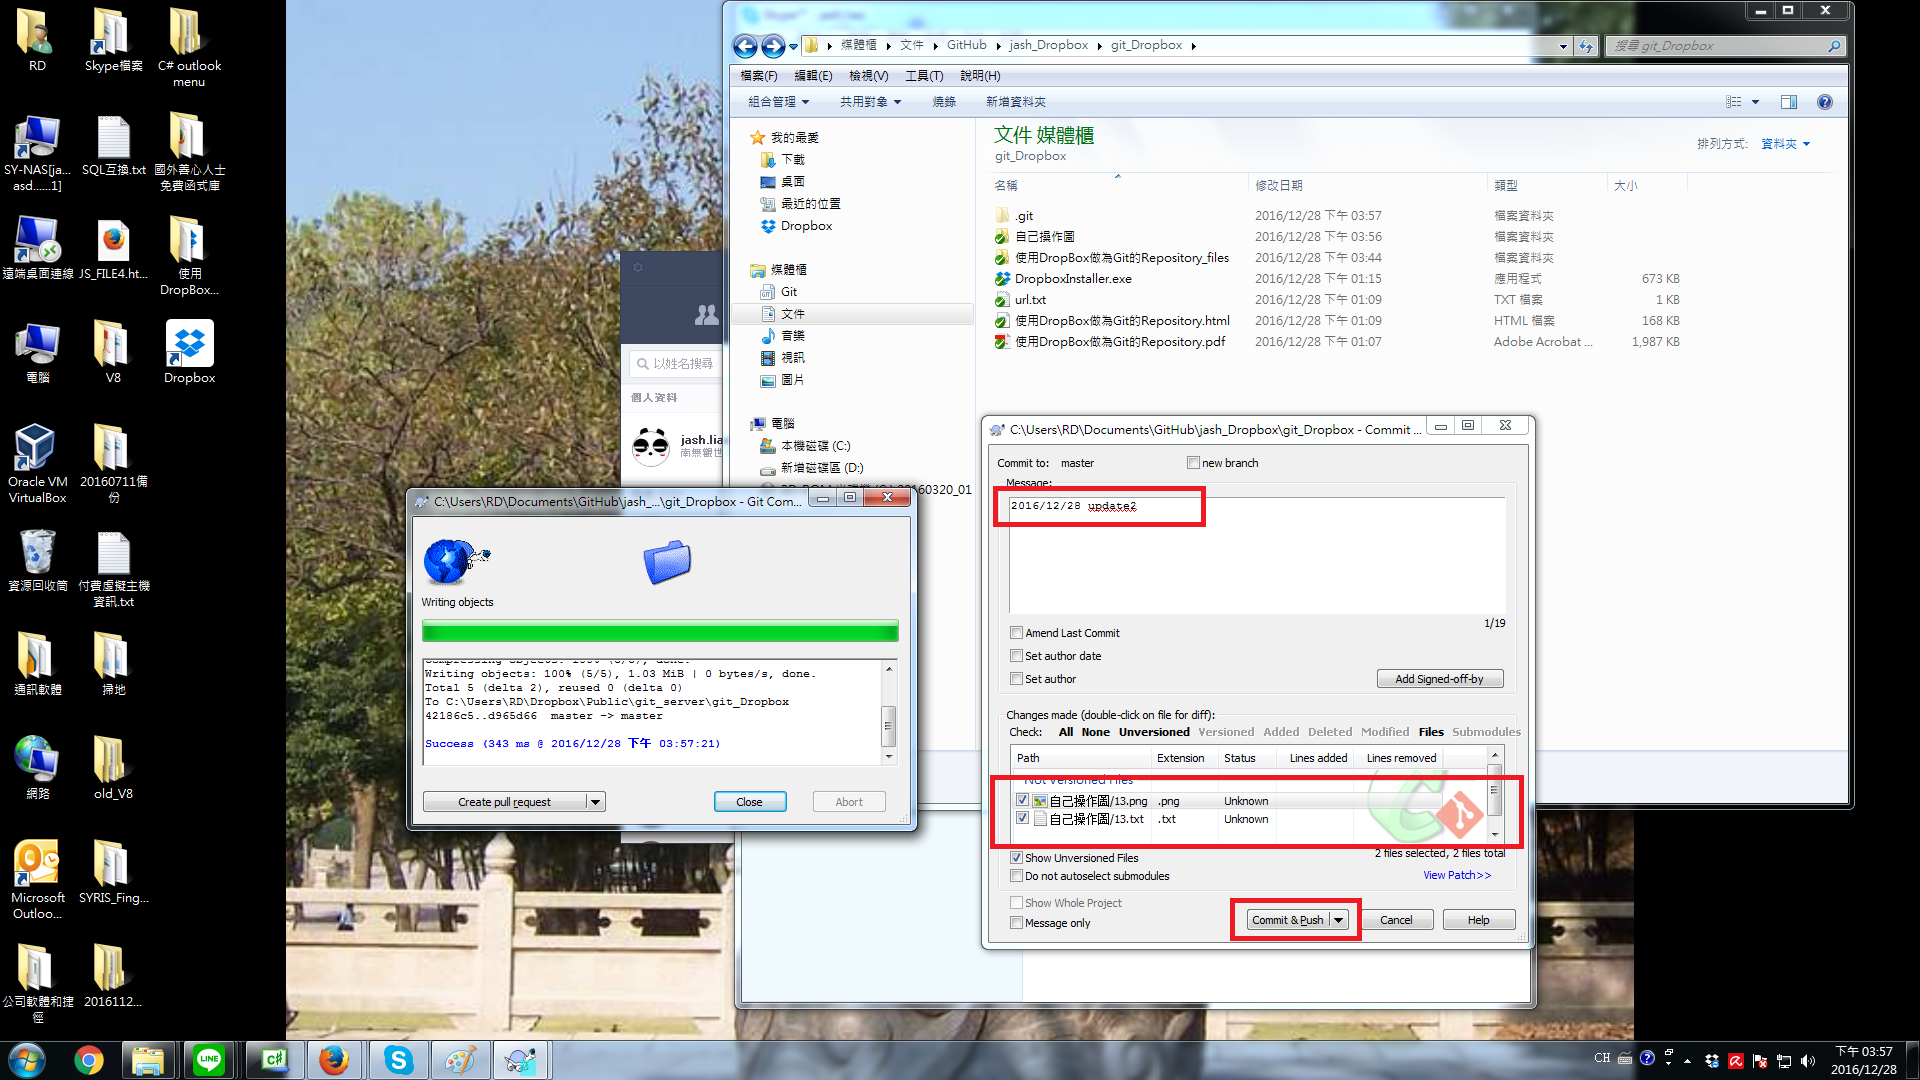 RD
Skype檔案
C# outlook
menu
SY-NAS[ja...
asd......1]
SQL互換.txt
國外善心人士
免費函式庫
遠端桌面連線
JS_FILE4.ht...
使用
DropBox...
電腦
V8
Dropbox
Oracle VM
VirtualBox
20160711備
份
資源回收筒
付費虛擬主機
資訊.txt
通訊軟體
掃地
網路
old_V8
Microsoft
Outloo...
SYRIS_Fing...
公司軟體和捷
徑
2016112...
媒體櫃
文件
GitHub
jash_Dropbox
git_Dropbox
搜尋 git_Dropbox
檔案(F)
編輯(E)
檢視(V)
工具(T)
說明(H)
組合管理
共用對象
燒錄
新增資料夾
我的最愛
下載
桌面
最近的位置
Dropbox
媒體櫃
Git
文件
音樂
視訊
圖片
電腦
本機磁碟 (C:)
新增磁碟區 (D:)
文件 媒體櫃
git_Dropbox
排列方式: 資料夾
名稱 修改日期 類型 大小
.git 2016/12/28 下午 03:57 檔案資料夾
自己操作圖 2016/12/28 下午 03:56 檔案資料夾
使用DropBox做為Git的Repository_files 2016/12/28 下午 03:44 檔案資料夾
DropboxInstaller.exe 2016/12/28 下午 01:15 應用程式 673 KB
url.txt 2016/12/28 下午 01:09 TXT 檔案 1 KB
使用DropBox做為Git的Repository.html 2016/12/28 下午 01:09 HTML 檔案 168 KB
使用DropBox做為Git的Repository.pdf 2016/12/28 下午 01:07 Adobe Acrobat ... 1,987 KB
以姓名搜尋
個人資料
jash.lia
南無觀世
C:\Users\RD\Documents\GitHub\jash_...\git_Dropbox - Git Com...
Writing objects
Writing objects: 100% (5/5), 1.03 MiB | 0 bytes/s, done.
Total 5 (delta 2), reused 0 (delta 0)
To C:\Users\RD\Dropbox\Public\git_server\git_Dropbox
42186c5..d965d66 master -> master
Success (343 ms @ 2016/12/28 下午 03:57:21)
Create pull request
Close
Abort
C:\Users\RD\Documents\GitHub\jash_Dropbox\git_Dropbox - Commit ...
Commit to: master
new branch
Message:
2016/12/28 update2
1/19
Amend Last Commit
Set author date
Set author
Add Signed-off-by
Changes made (double-click on file for diff):
Check: All None Unversioned Versioned Added Deleted Modified Files Submodules
Path Extension Status Lines added Lines removed
Not Versioned Files
自己操作圖/13.png .png Unknown
自己操作圖/13.txt .txt Unknown
Show Unversioned Files
2 files selected, 2 files total
Do not autoselect submodules
View Patch>>
Show Whole Project
Message only
Commit & Push
Cancel
Help
LINE
C#
CH
下午 03:57
2016/12/28